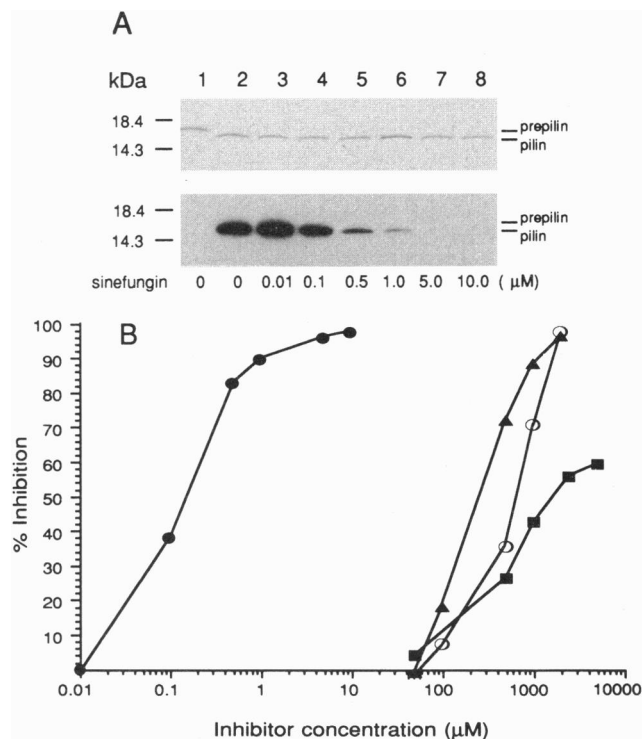 A
kDa 1 2 3 4 5 6 7 8
18.4
14.3
prepilin
pilin
18.4
14.3
prepilin
pilin
sinefungin 0 0 0.01 0.1 0.5 1.0 5.0 10.0 ( μM)
B
100
90
80
70
60
50
40
30
20
10
% Inhibition
0.01 0.1 1 10 100 1000 10000
Inhibitor concentration (μM)